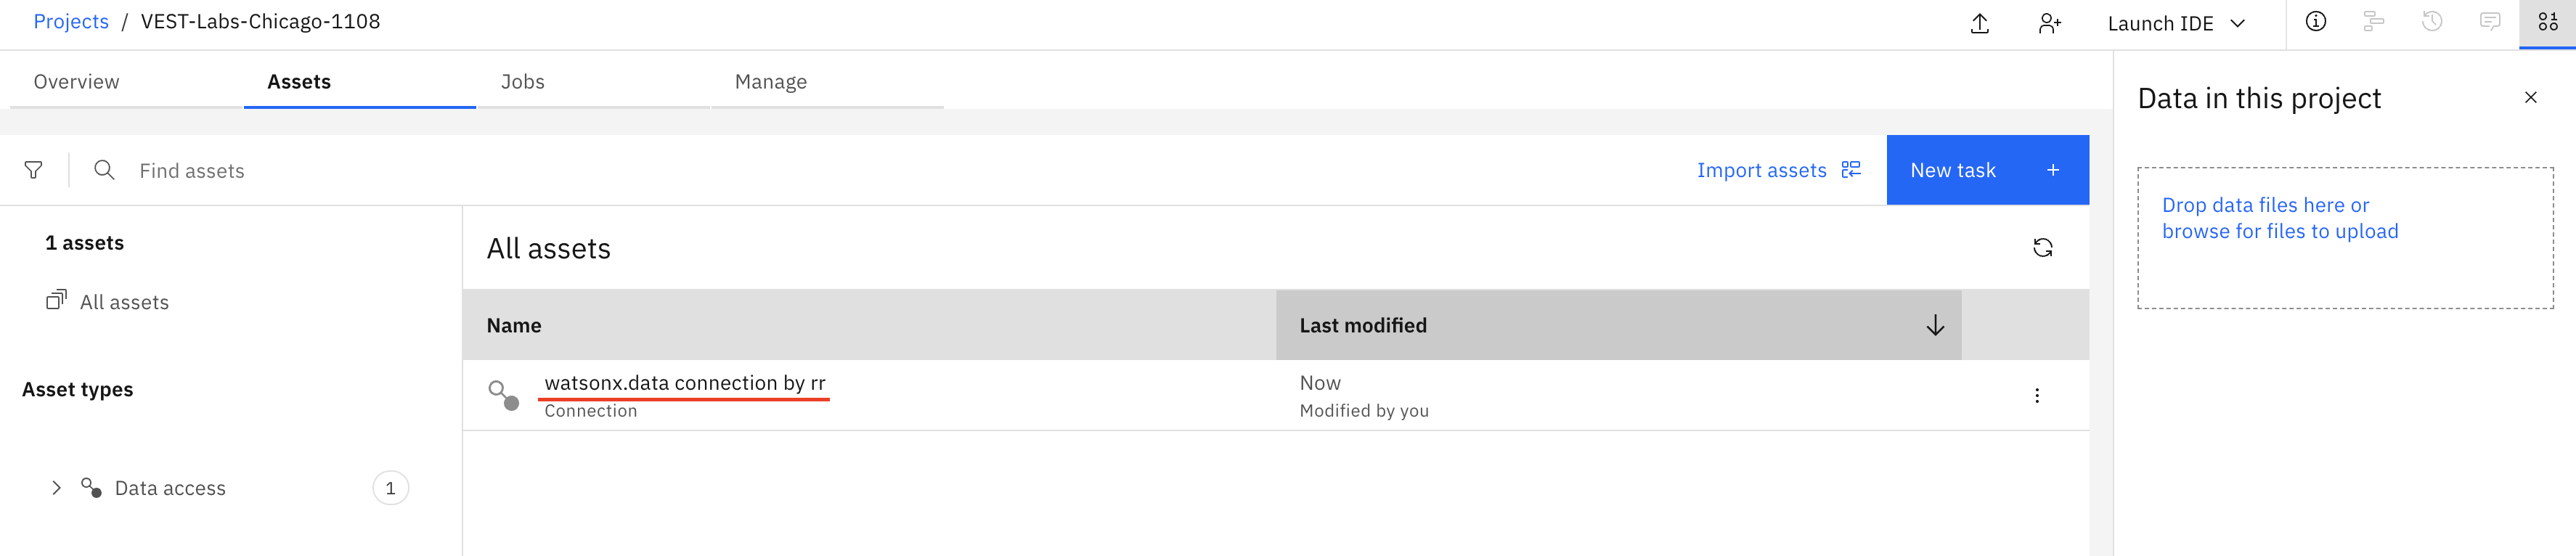 Projects / VEST-Labs-Chicago-1108
Launch IDE
Overview
Assets
Jobs
Manage
Data in this project
Find assets
Import assets
New task +
Drop data files here or
browse for files to upload
1 assets
All assets
All assets
Name
Last modified
Asset types
watsonx.data connection by rr
Now
Connection
Modified by you
Data access
1